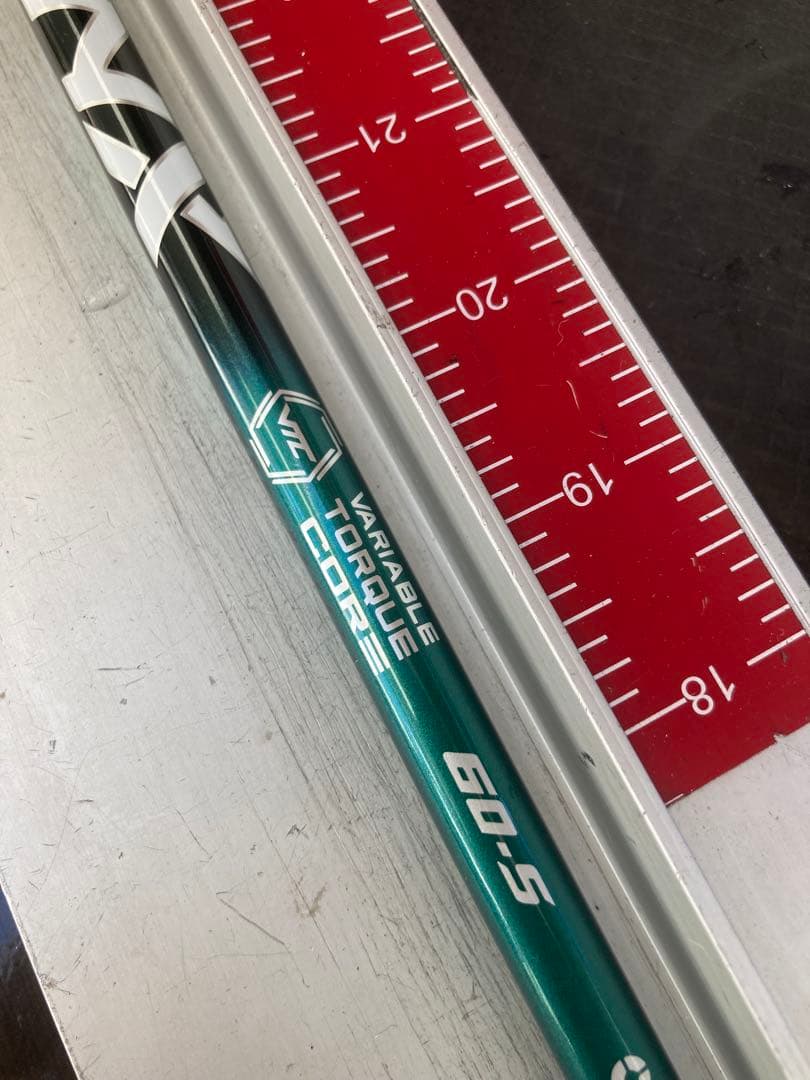 VTC
VARIABLE
TORQUE
CORE
60-S
21
20
19
18